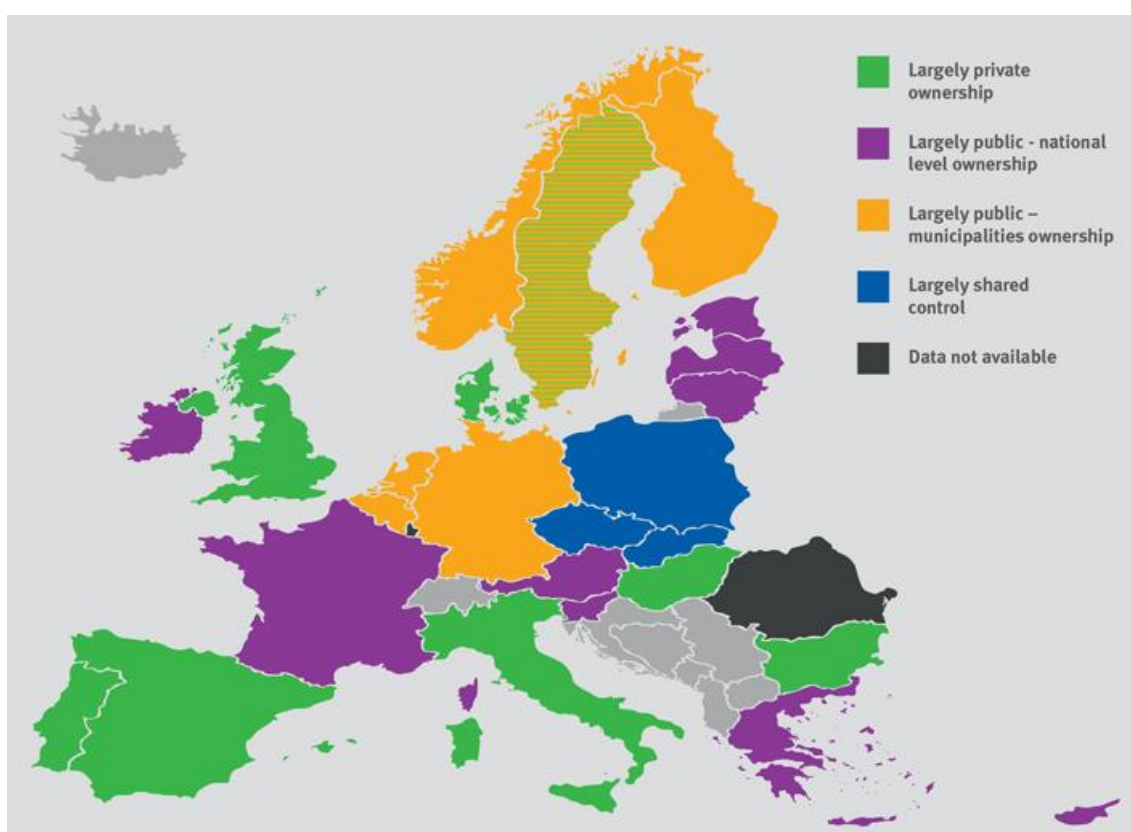 Largely private
ownership
Largely public - national
level ownership
Largely public –
municipalities ownership
Largely shared
control
Data not available